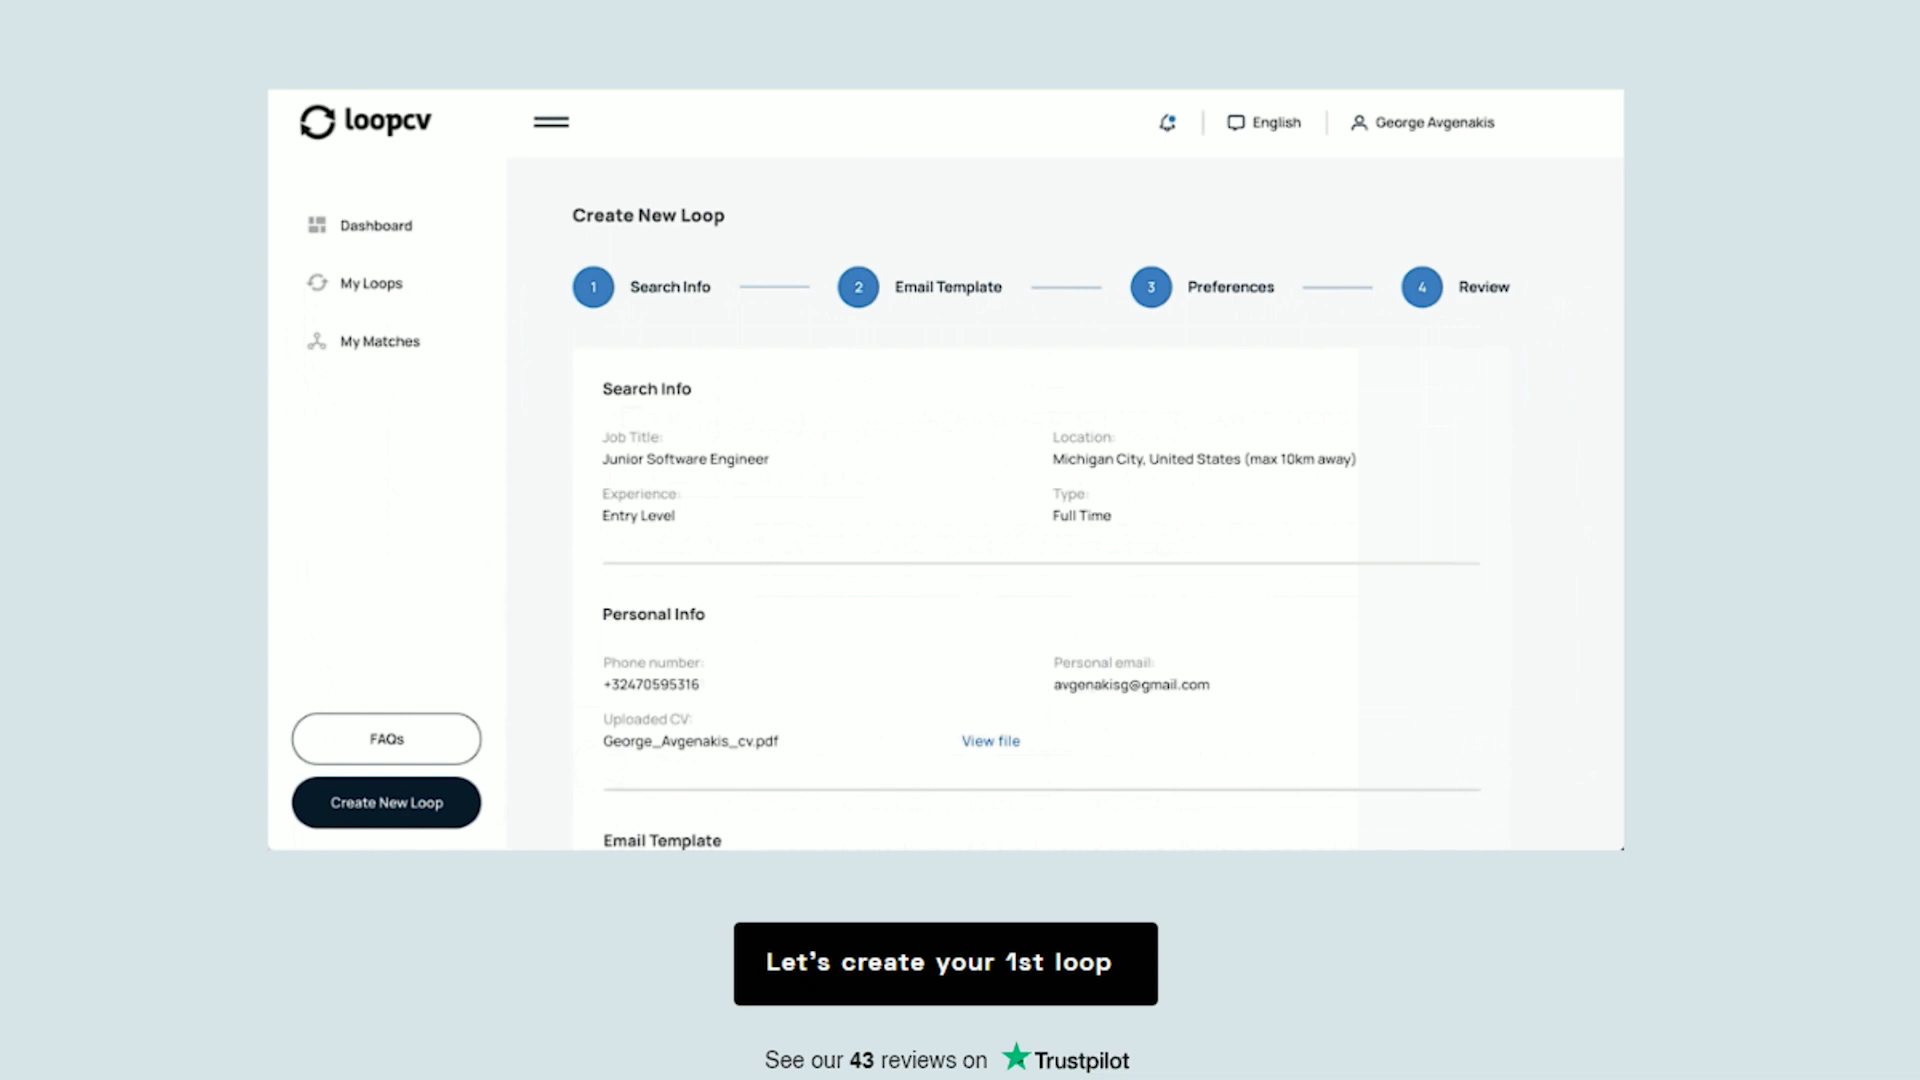 loopcv
English
George Avgenakis
Dashboard
My Loops
My Matches
FAQs
Create New Loop
Create New Loop
1 Search Info
2 Email Template
3 Preferences
4 Review
Search Info
Job Title:
Junior Software Engineer
Location:
Michigan City, United States (max 10km away)
Experience:
Entry Level
Type:
Full Time
Personal Info
Phone number:
+32470595316
Personal email:
avgenakisg@gmail.com
Uploaded CV:
George_Avgenakis_cv.pdf
View file
Email Template
Let's create your 1st loop
See our 43 reviews on Trustpilot